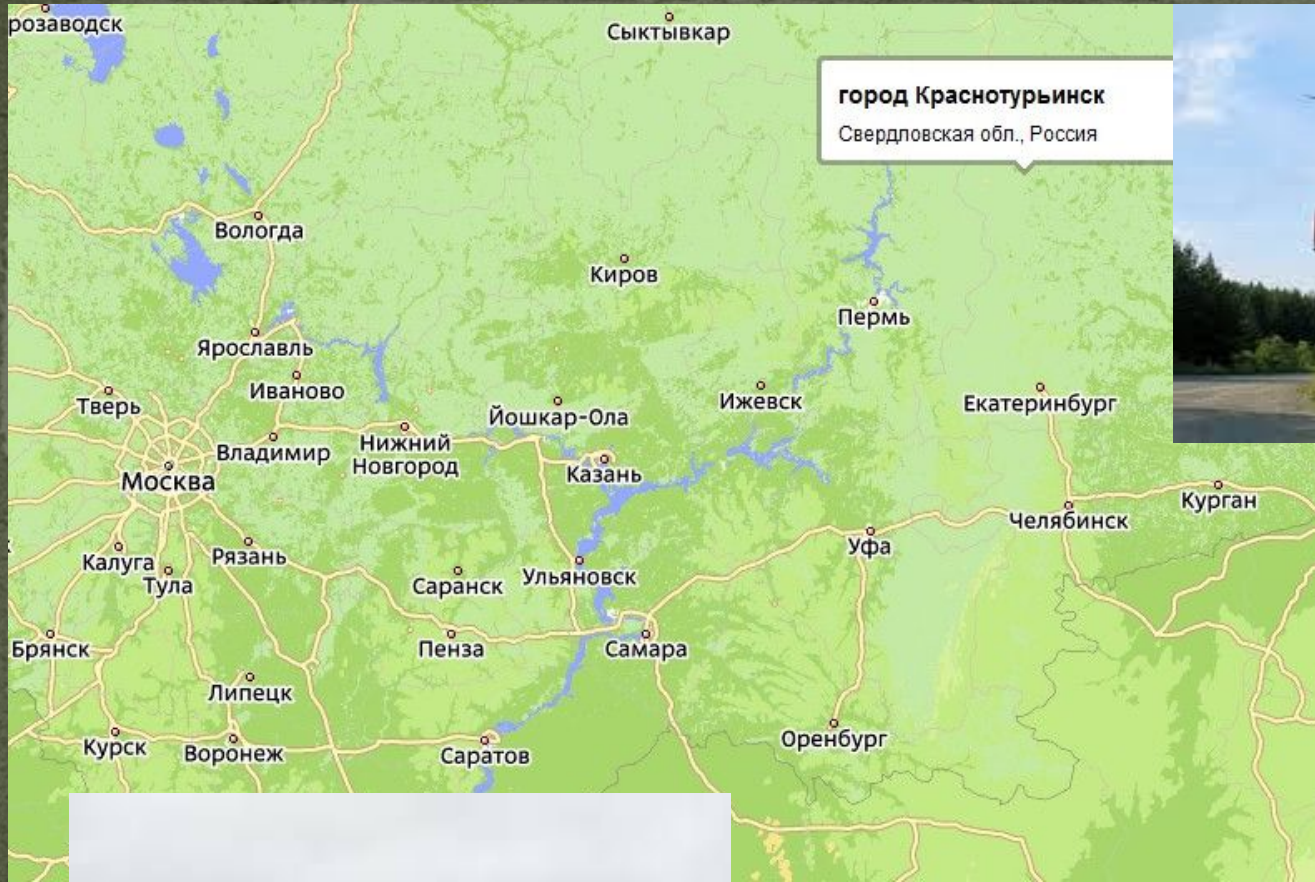 розаводск
Сыктывкар
город Краснотурьинск
Свердловская обл., Россия
Вологда
Киров
Пермь
Ярославль
Иваново
Тверь
Йошкар-Ола
Ижевск
Екатеринбург
Владимир
Нижний
Новгород
Москва
Казань
Курган
Челябинск
Калуга
Рязань
Уфа
Тула
Саранск
Ульяновск
Брянск
Пенза
Самара
Липецк
Курск
Воронеж
Саратов
Оренбург